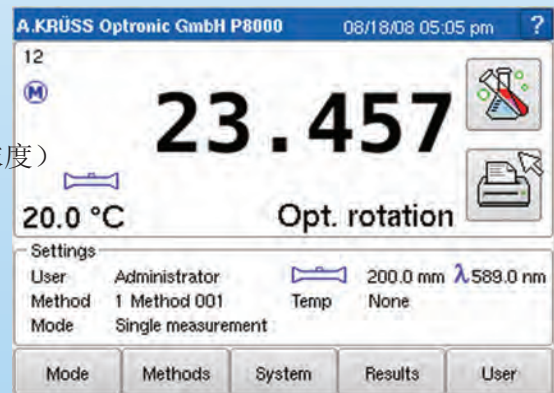 A.KRÜSS Optronic GmbH P8000 08/18/08 05:05 pm ?
12
M
23.457
度）
20.0 °C Opt. rotation
Settings
User Administrator 200.0 mm λ 589.0 nm
Method 1 Method 001 Temp None
Mode Single measurement
Mode Methods System Results User